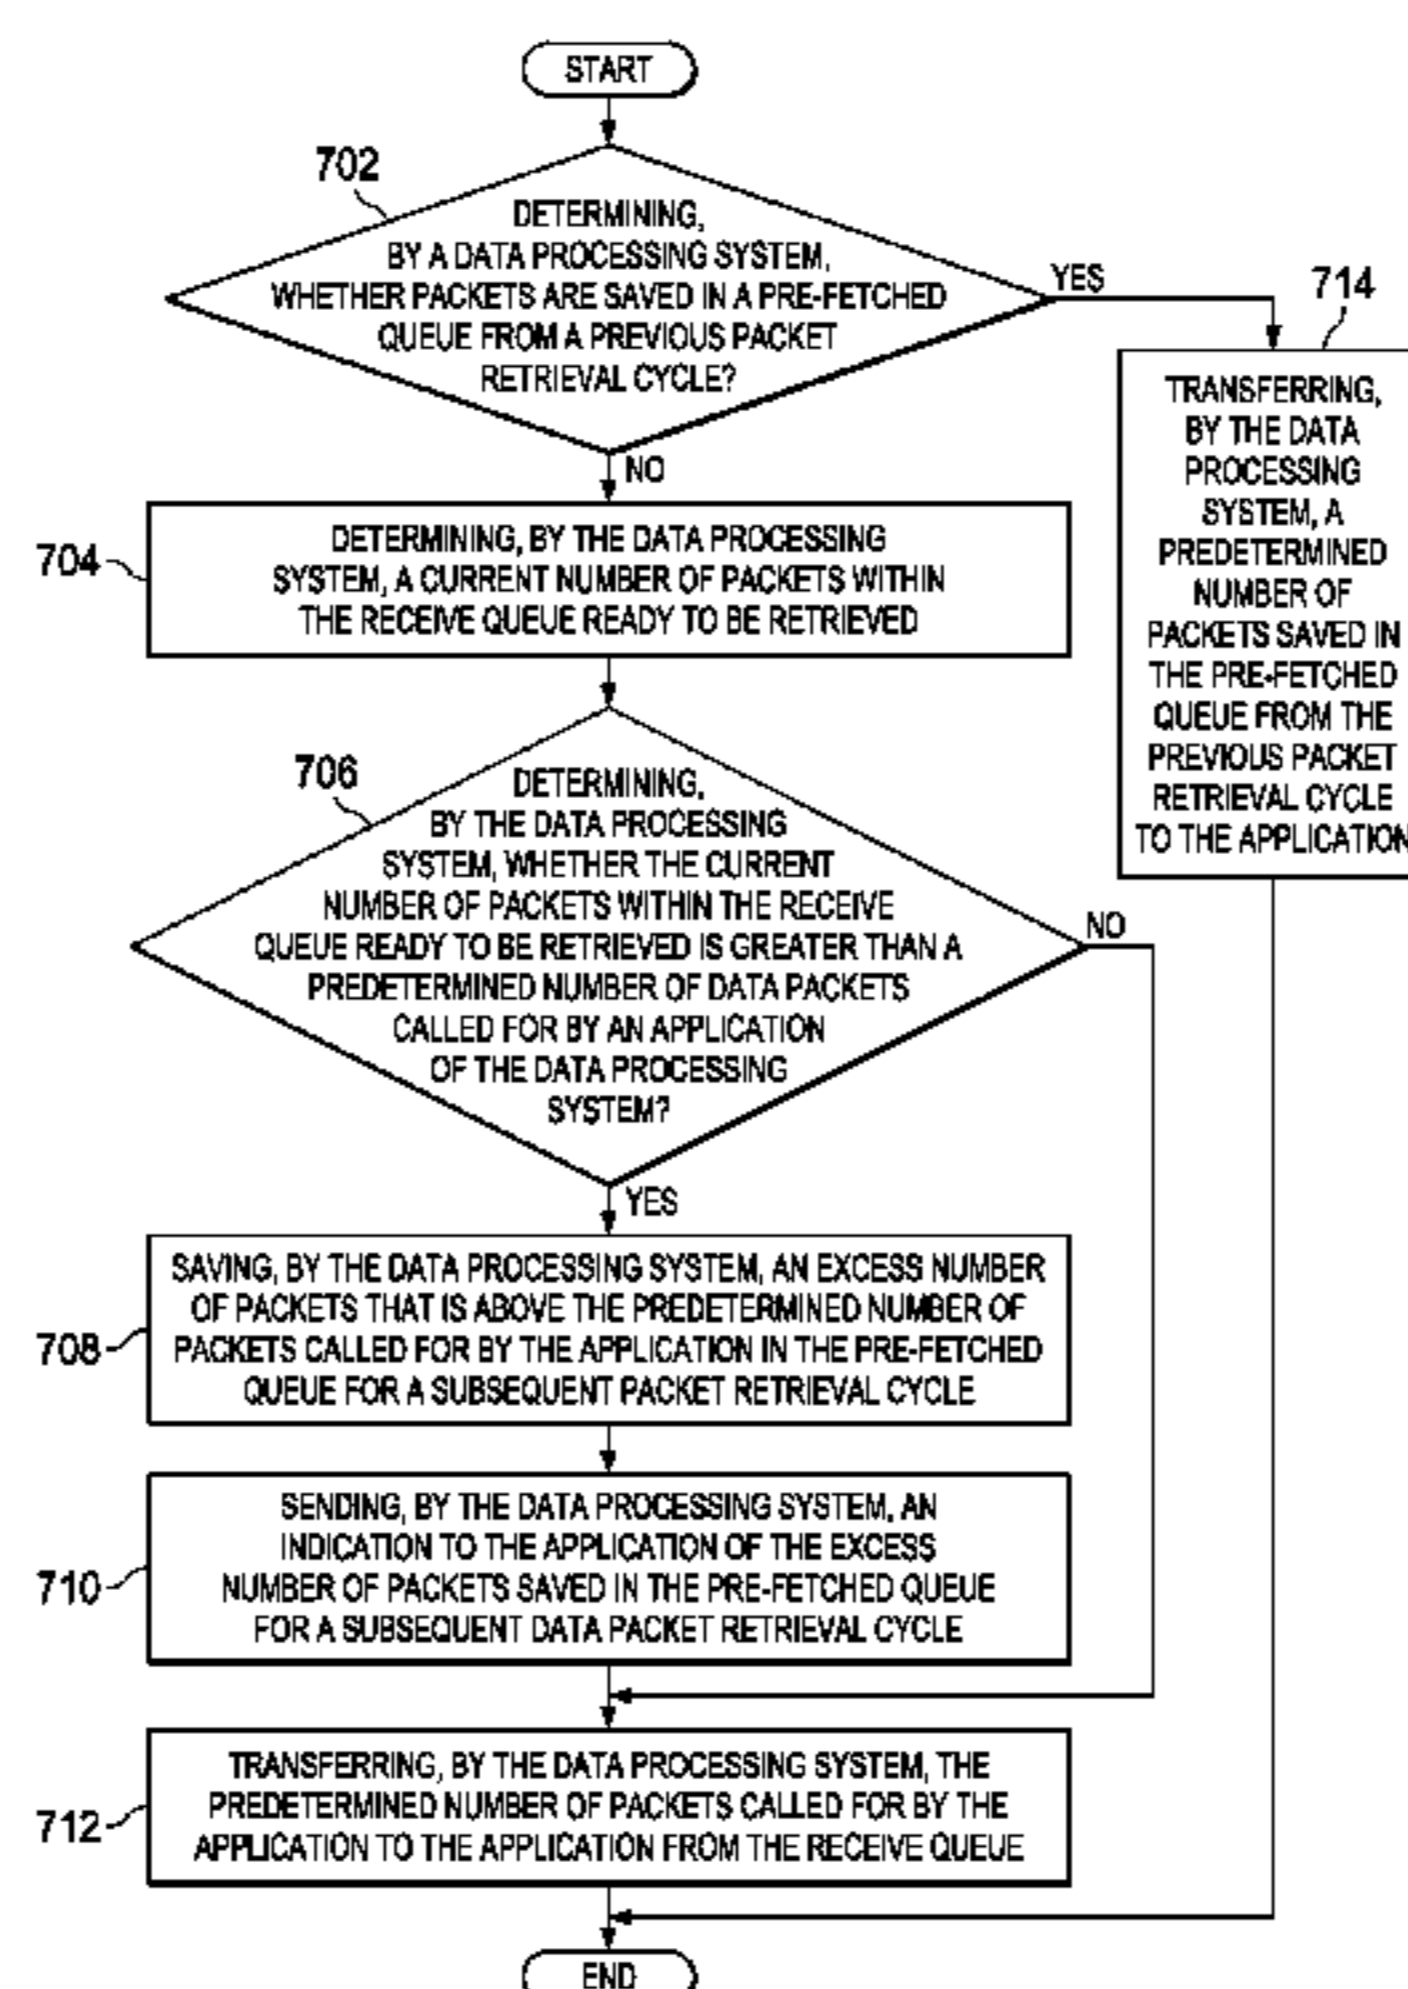 START
702
DETERMINING,
BY A DATA PROCESSING SYSTEM,
WHETHER PACKETS ARE SAVED IN A PRE-FETCHED
QUEUE FROM A PREVIOUS PACKET
RETRIEVAL CYCLE?
YES
NO
714
TRANSFERRING,
BY THE DATA
PROCESSING
SYSTEM, A
PREDETERMINED
NUMBER OF
PACKETS SAVED IN
THE PRE-FETCHED
QUEUE FROM THE
PREVIOUS PACKET
RETRIEVAL CYCLE
TO THE APPLICATION
704
DETERMINING, BY THE DATA PROCESSING
SYSTEM, A CURRENT NUMBER OF PACKETS WITHIN
THE RECEIVE QUEUE READY TO BE RETRIEVED
706
DETERMINING,
BY THE DATA PROCESSING
SYSTEM, WHETHER THE CURRENT
NUMBER OF PACKETS WITHIN THE RECEIVE
QUEUE READY TO BE RETRIEVED IS GREATER THAN A
PREDETERMINED NUMBER OF DATA PACKETS
CALLED FOR BY AN APPLICATION
OF THE DATA PROCESSING
SYSTEM?
NO
YES
708
SAVING, BY THE DATA PROCESSING SYSTEM, AN EXCESS NUMBER
OF PACKETS THAT IS ABOVE THE PREDETERMINED NUMBER OF
PACKETS CALLED FOR BY THE APPLICATION IN THE PRE-FETCHED
QUEUE FOR A SUBSEQUENT PACKET RETRIEVAL CYCLE
710
SENDING, BY THE DATA PROCESSING SYSTEM, AN
INDICATION TO THE APPLICATION OF THE EXCESS
NUMBER OF PACKETS SAVED IN THE PRE-FETCHED QUEUE
FOR A SUBSEQUENT DATA PACKET RETRIEVAL CYCLE
712
TRANSFERRING, BY THE DATA PROCESSING SYSTEM, THE
PREDETERMINED NUMBER OF PACKETS CALLED FOR BY THE
APPLICATION TO THE APPLICATION FROM THE RECEIVE QUEUE
END